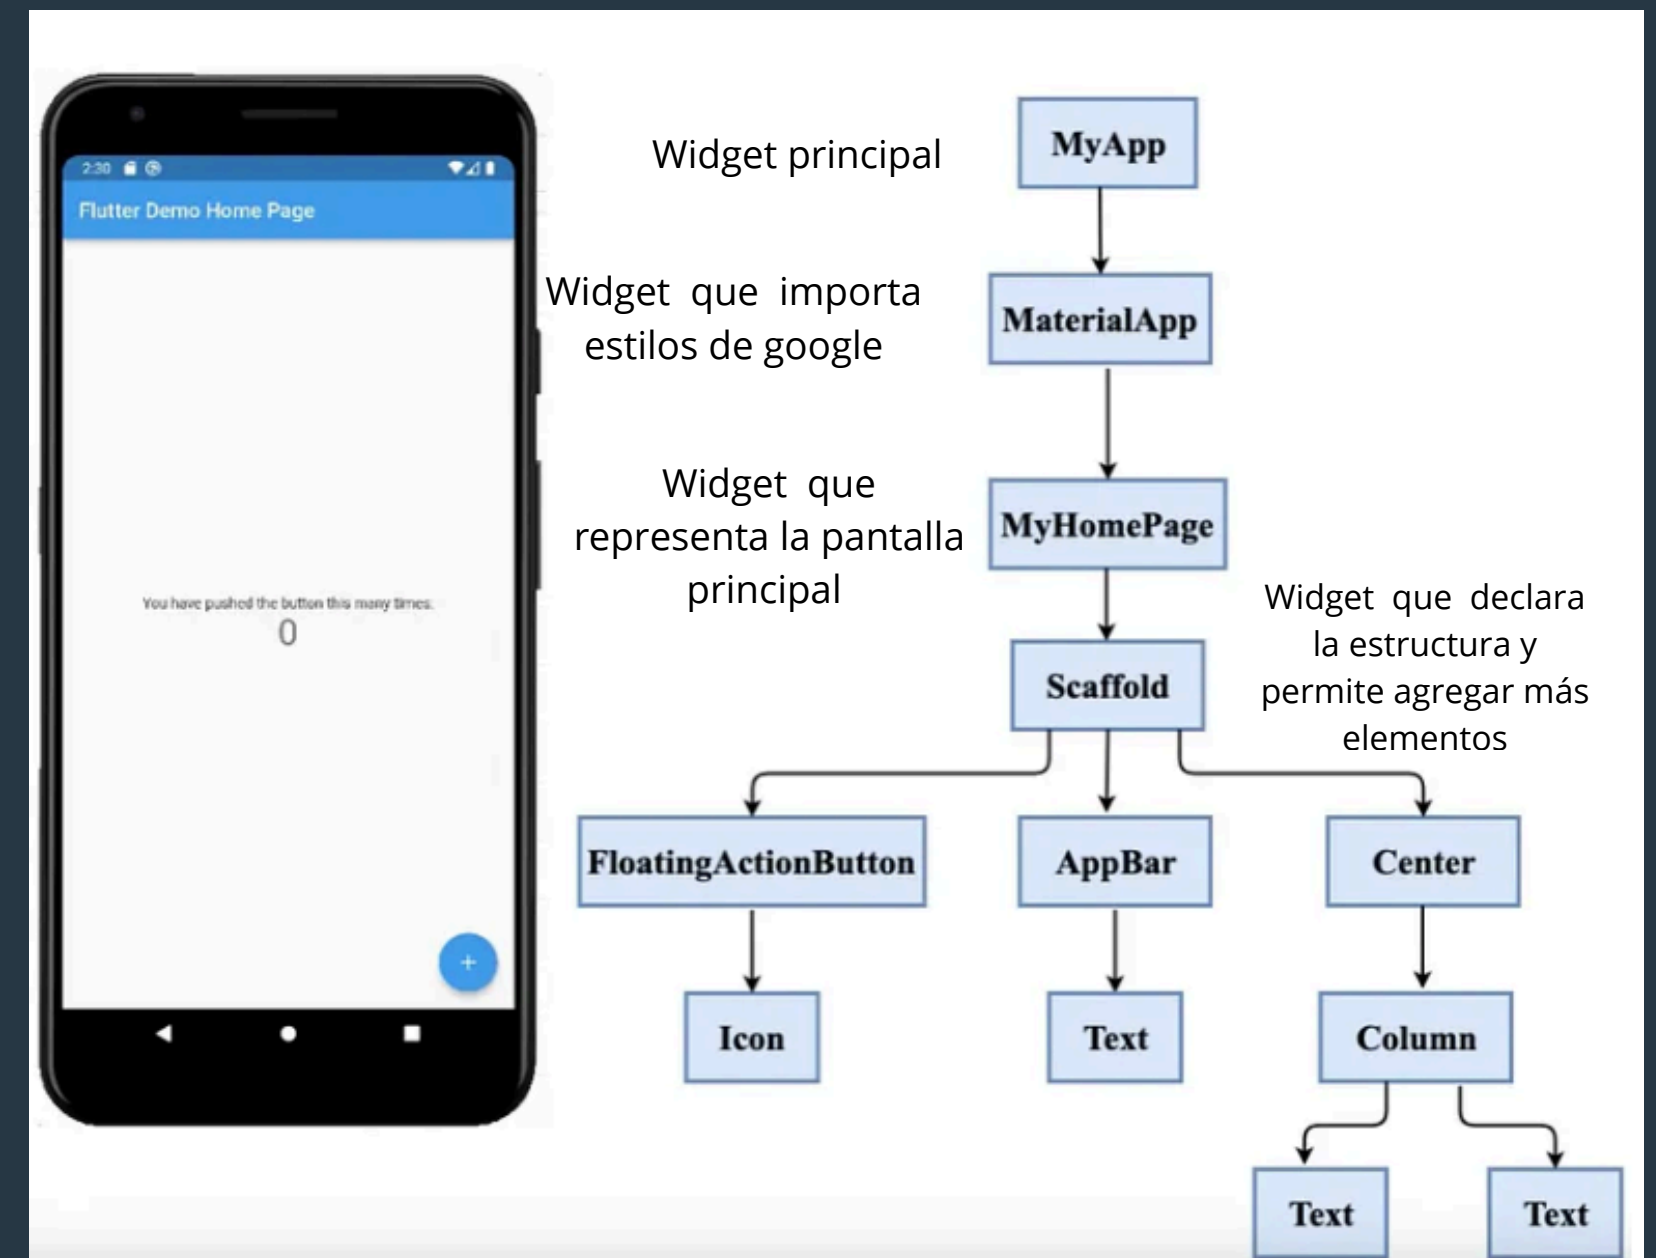 2:30
Flutter Demo Home Page
You have pushed the button this many times:
0
+
Widget principal
Widget que importa
estilos de google
Widget que
representa la pantalla
principal
Widget que declara
la estructura y
permite agregar más
elementos
MyApp
MaterialApp
MyHomePage
Scaffold
FloatingActionButton
AppBar
Center
Icon
Text
Column
Text
Text